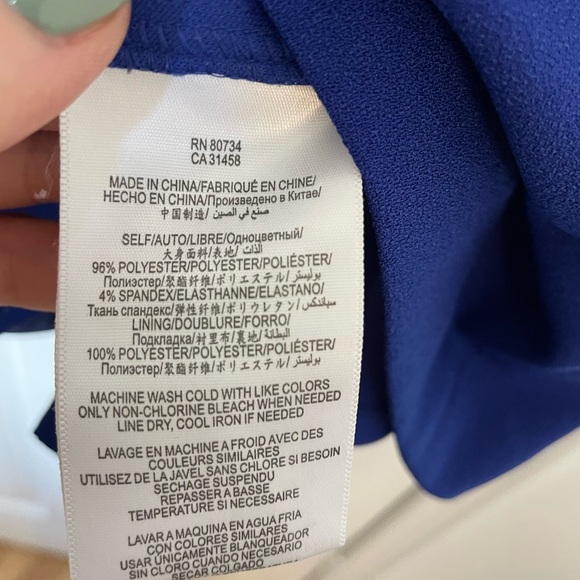 RN 80734
CA 31458
MADE IN CHINA/FABRIQUÉ EN CHINE/
HECHO EN CHINA/Произведено в Китае/
中国制造/ صنع في الصين/
SELF/AUTO/LIBRE/Одноцветный/
大身面料/表地/ الذات/
96% POLYESTER/POLYESTER/POLIÉSTER/
Полиэстер/聚酯纤维/ポリエステル/ بوليستر/
4% SPANDEX/ELASTHANNE/ELASTANO/
Ткань спандекс/弹性纤维/ポリウレタン/ سباندكس/
LINING/DOUBLURE/FORRO/
Подкладка/衬里布/裏地/ البطانة/
100% POLYESTER/POLYESTER/POLIÉSTER/
Полиэстер/聚酯纤维/ポリエステル/ بوليستر/
MACHINE WASH COLD WITH LIKE COLORS
ONLY NON-CHLORINE BLEACH WHEN NEEDED
LINE DRY, COOL IRON IF NEEDED
LAVAGE EN MACHINE A FROID AVEC DES
COULEURS SIMILAIRES
UTILISEZ DE LA JAVEL SANS CHLORE SI BESOIN
SECHAGE SUSPENDU
REPASSER A BASSE
TEMPERATURE SI NECESSAIRE
LAVAR A MAQUINA EN AGUA FRIA
CON COLORES SIMILARES
USAR ÚNICAMENTE BLANQUEADOR
SIN CLORO CUANDO NECESARIO
SECAR COLGADO